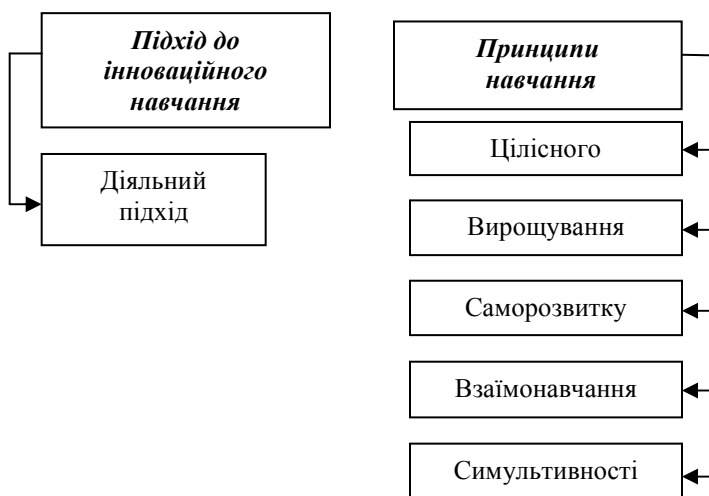 Підхід до
інноваційного
навчання
Діяльний
підхід
Принципи
навчання
Цілісного
Вирощування
Саморозвитку
Взаїмонавчання
Симультивності